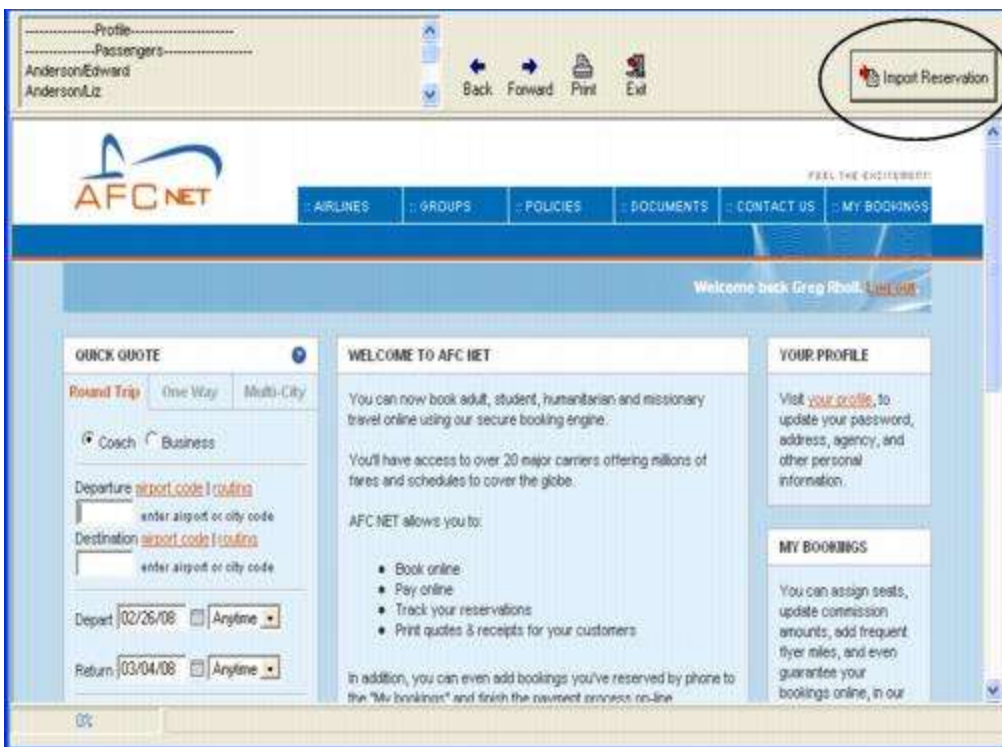 ---------------Profile----------------------
---------------Passengers-------------------
Anderson/Edward
Anderson/Liz
Back Forward Print Exit
Import Reservation
AFC NET
FEEL THE EXCITEMENT!
:: AIRLINES :: GROUPS :: POLICIES :: DOCUMENTS :: CONTACT US :: MY BOOKINGS
Welcome back Greg Rholl. Log out
QUICK QUOTE
Round Trip One Way Multi-City
Coach Business
Departure airport code | routing
enter airport or city code
Destination airport code | routing
enter airport or city code
Depart 02/26/08 Anytime
Return 03/04/08 Anytime
WELCOME TO AFC NET
You can now book adult, student, humanitarian and missionary
travel online using our secure booking engine.
You'll have access to over 20 major carriers offering millions of
fares and schedules to cover the globe.
AFC NET allows you to:
• Book online
• Pay online
• Track your reservations
• Print quotes & receipts for your customers
In addition, you can even add bookings you've reserved by phone to
the "My bookings" and finish the payment process on-line
YOUR PROFILE
Visit your profile, to
update your password,
address, agency, and
other personal
information.
MY BOOKINGS
You can assign seats,
update commission
amounts, add frequent
flyer miles, and even
guarantee your
bookings online, in our
0%